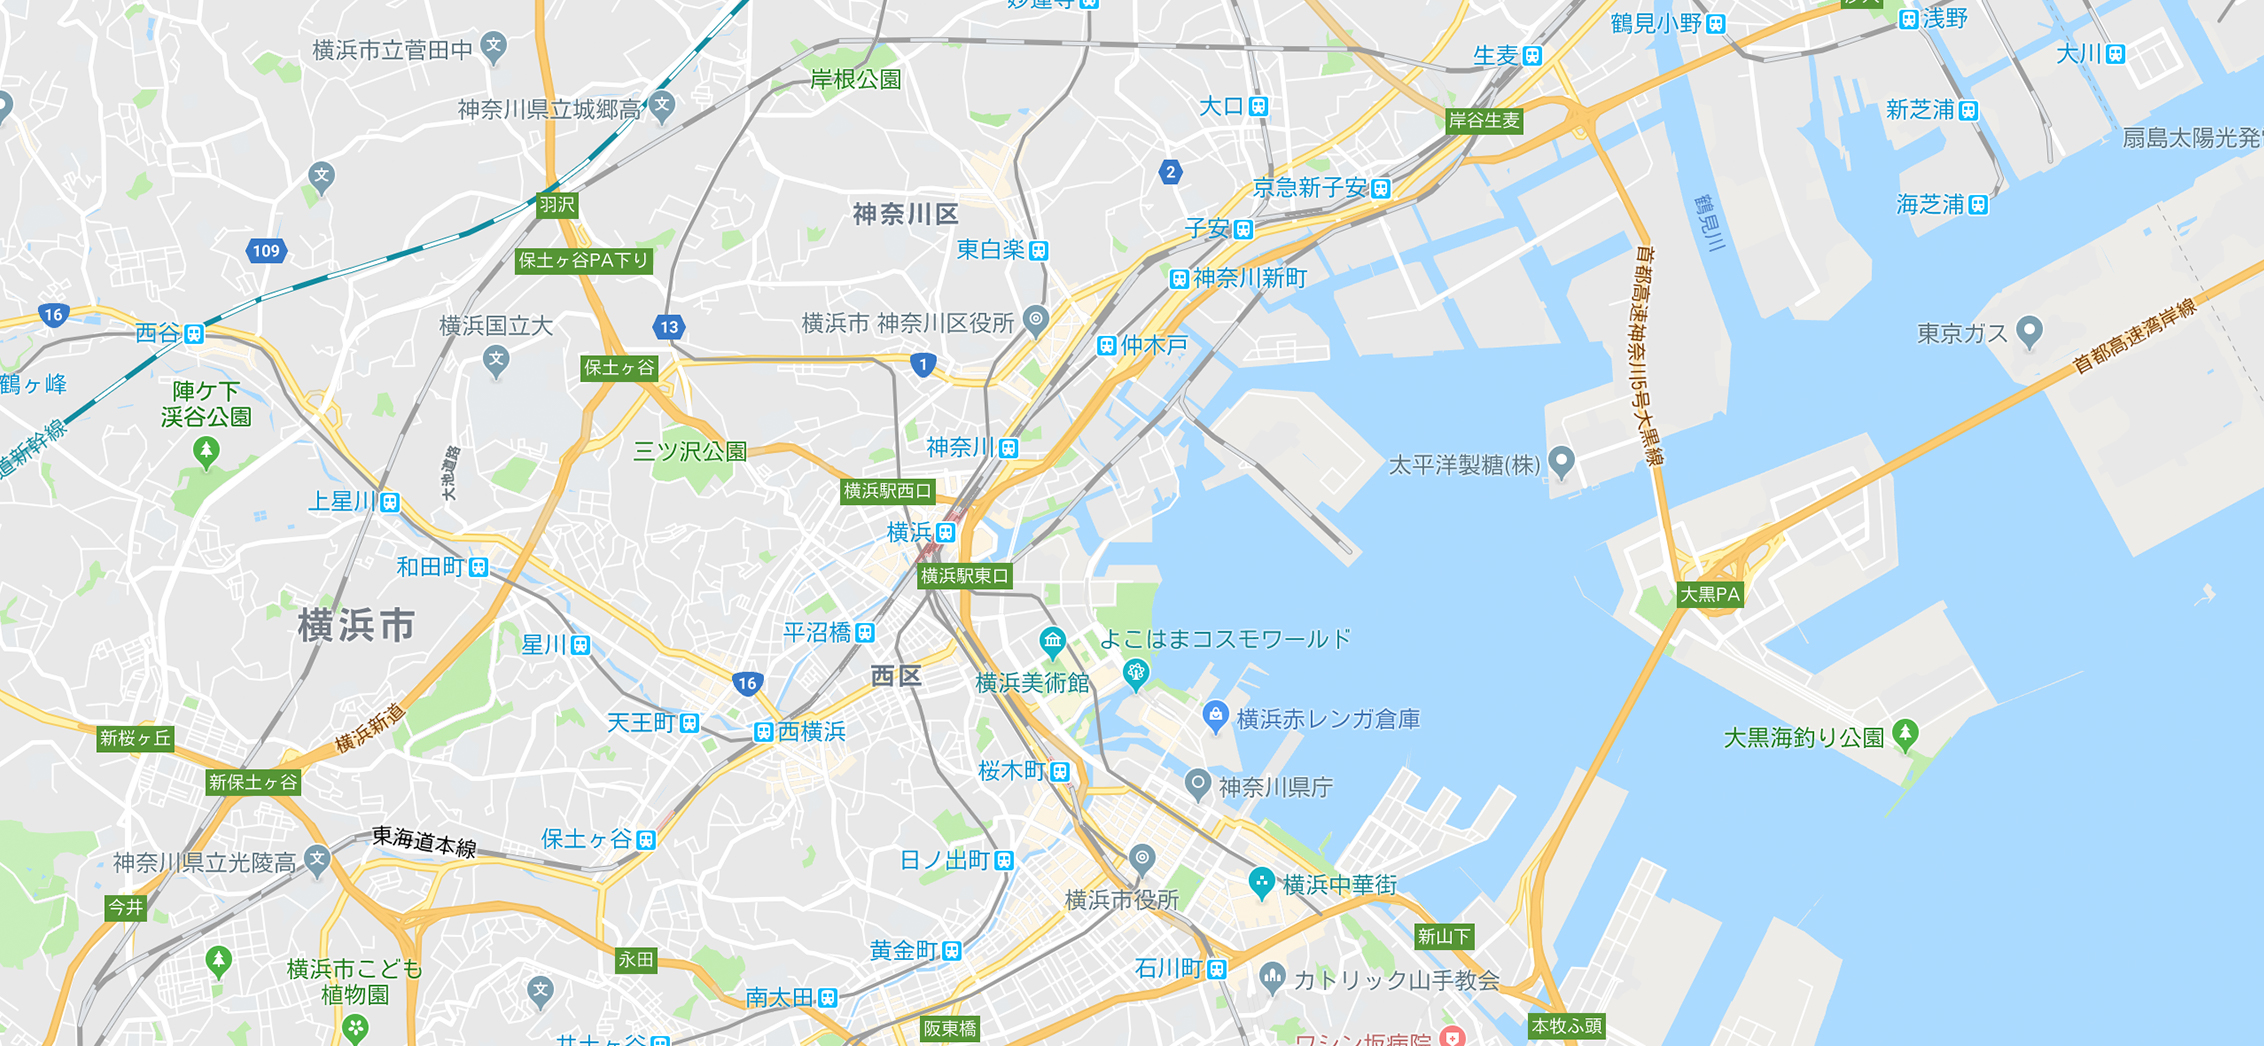 妙蓮寺
鶴見小野
浅野
横浜市立菅田中
生麦
大川
岸根公園
神奈川県立城郷高
大口
新芝浦
岸谷生麦
扇島太陽光発
2
京急新子安
羽沢
海芝浦
神奈川区
鶴見川
子安
109
東白楽
保土ヶ谷PA下り
神奈川新町
首都高速神奈川5号大黒線
16
横浜国立大
13
横浜市 神奈川区役所
西谷
東京ガス
首都高速湾岸線
仲木戸
保土ヶ谷
1
鶴ヶ峰
陣ケ下
渓谷公園
道新幹線
大池道路
三ツ沢公園
神奈川
太平洋製糖(株)
横浜駅西口
上星川
横浜
和田町
横浜駅東口
大黒PA
横浜市
平沼橋
星川
よこはまコスモワールド
西区
16
横浜美術館
天王町
西横浜
横浜赤レンガ倉庫
横浜新道
新桜ヶ丘
大黒海釣り公園
桜木町
新保土ヶ谷
神奈川県庁
東海道本線
保土ヶ谷
神奈川県立光陵高
日ノ出町
横浜中華街
横浜市役所
今井
新山下
黄金町
永田
横浜市こども
植物園
石川町
カトリック山手教会
南太田
阪東橋
本牧ふ頭
井土ヶ谷
ワシン坂病院